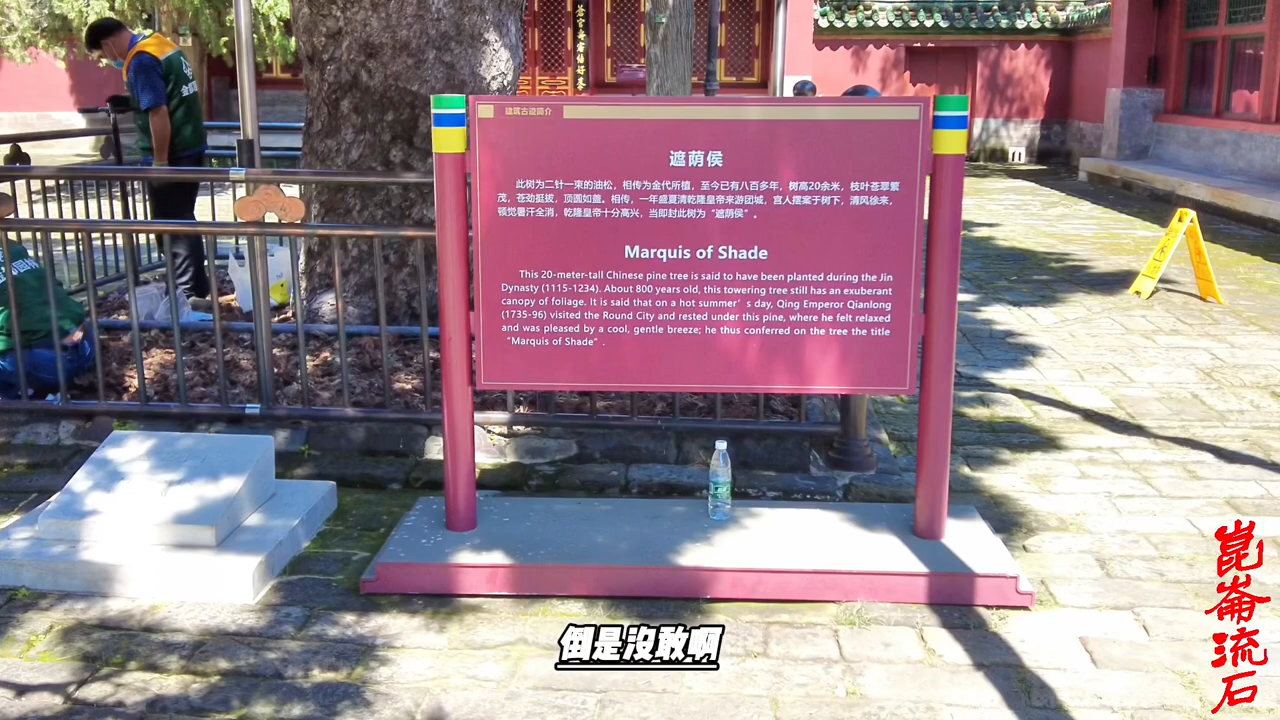 建筑古迹简介
遮荫侯
此树为二针一束的油松，相传为金代所植，至今已有八百多年，树高20余米，枝叶苍翠繁
茂，苍劲挺拔，顶圆如盖。相传，一年盛夏清乾隆皇帝来游团城，宫人摆案于树下，清风徐来，
顿觉暑汗全消，乾隆皇帝十分高兴，当即封此树为“遮荫侯”。
Marquis of Shade
This 20-meter-tall Chinese pine tree is said to have been planted during the Jin
Dynasty (1115-1234). About 800 years old, this towering tree still has an exuberant
canopy of foliage. It is said that on a hot summer’s day, Qing Emperor Qianlong
(1735-96) visited the Round City and rested under this pine, where he felt relaxed
and was pleased by a cool, gentle breeze; he thus conferred on the tree the title
“Marquis of Shade”.
倒是没敢啊
崑崙流石